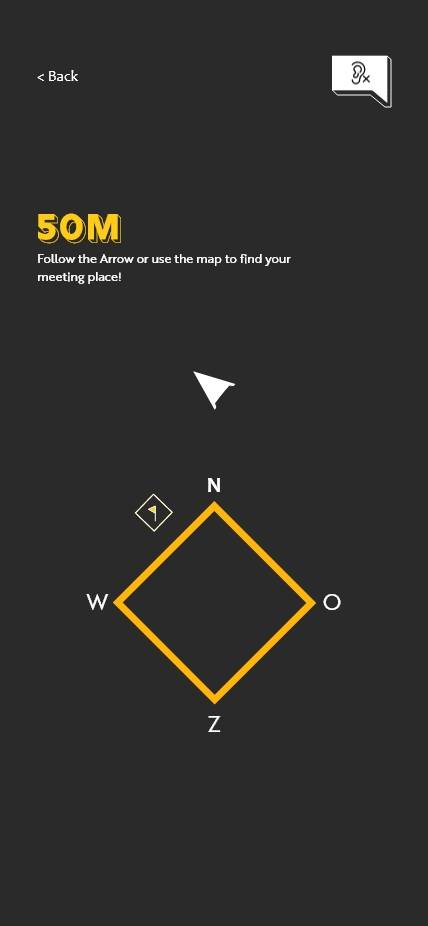 < Back
50M
Follow the Arrow or use the map to find your
meeting place!
N
W
O
Z